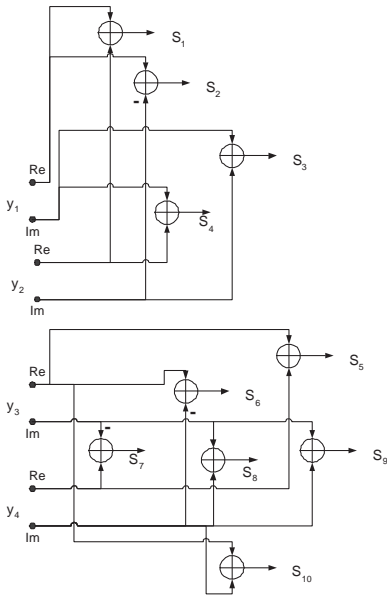 S1
-
S2
S3
Re
y1
Im
S4
Re
y2
Im
Re
S5
-
S6
y3
Im
-
S7
S8
S9
Re
y4
Im
S10